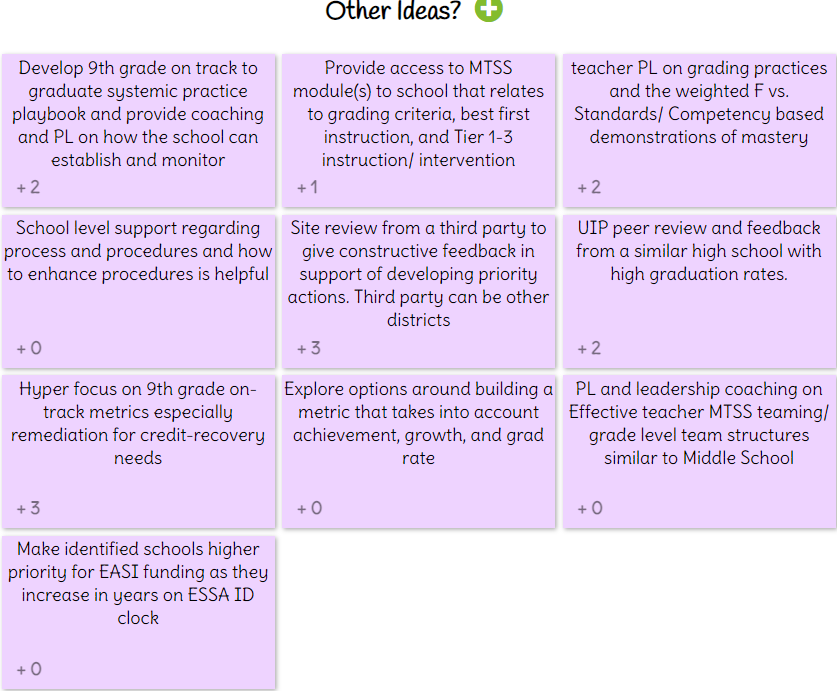 Other Ideas?
Develop 9th grade on track to
graduate systemic practice
playbook and provide coaching
and PL on how the school can
establish and monitor
+ 2
Provide access to MTSS
module(s) to school that relates
to grading criteria, best first
instruction, and Tier 1-3
instruction/ intervention
+ 1
teacher PL on grading practices
and the weighted F vs.
Standards/ Competency based
demonstrations of mastery
+ 2
School level support regarding
process and procedures and how
to enhance procedures is helpful
+ 0
Site review from a third party to
give constructive feedback in
support of developing priority
actions. Third party can be other
districts
+ 3
UIP peer review and feedback
from a similar high school with
high graduation rates.
+ 2
Hyper focus on 9th grade on-
track metrics especially
remediation for credit-recovery
needs
+ 3
Explore options around building a
metric that takes into account
achievement, growth, and grad
rate
+ 0
PL and leadership coaching on
Effective teacher MTSS teaming/
grade level team structures
similar to Middle School
+ 0
Make identified schools higher
priority for EASI funding as they
increase in years on ESSA ID
clock
+ 0